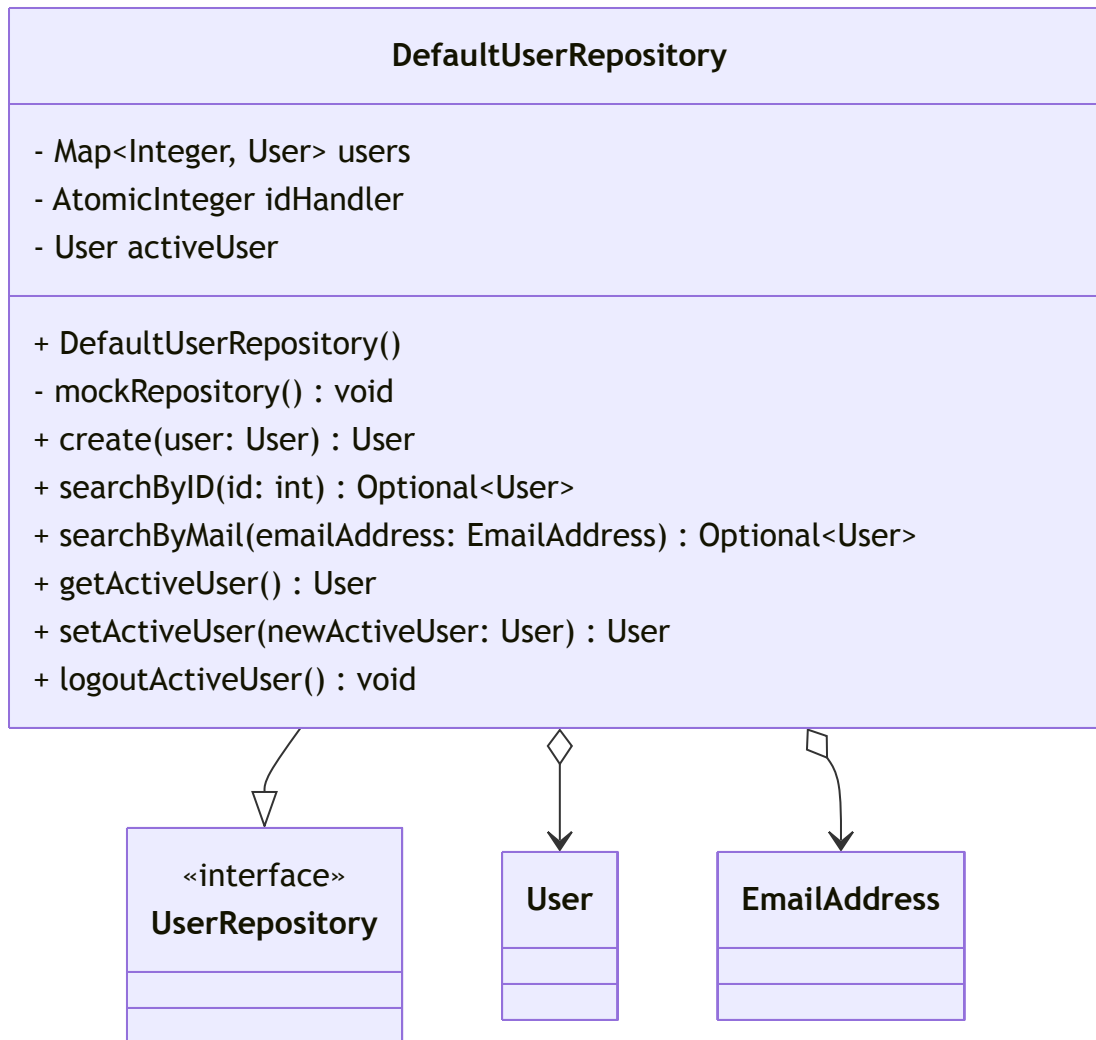 DefaultUserRepository
- Map<Integer, User> users
- AtomicInteger idHandler
- User activeUser
+ DefaultUserRepository()
- mockRepository() : void
+ create(user: User) : User
+ searchByID(id: int) : Optional<User>
+ searchByMail(emailAddress: EmailAddress) : Optional<User>
+ getActiveUser() : User
+ setActiveUser(newActiveUser: User) : User
+ logoutActiveUser() : void
«interface»
UserRepository
User
EmailAddress